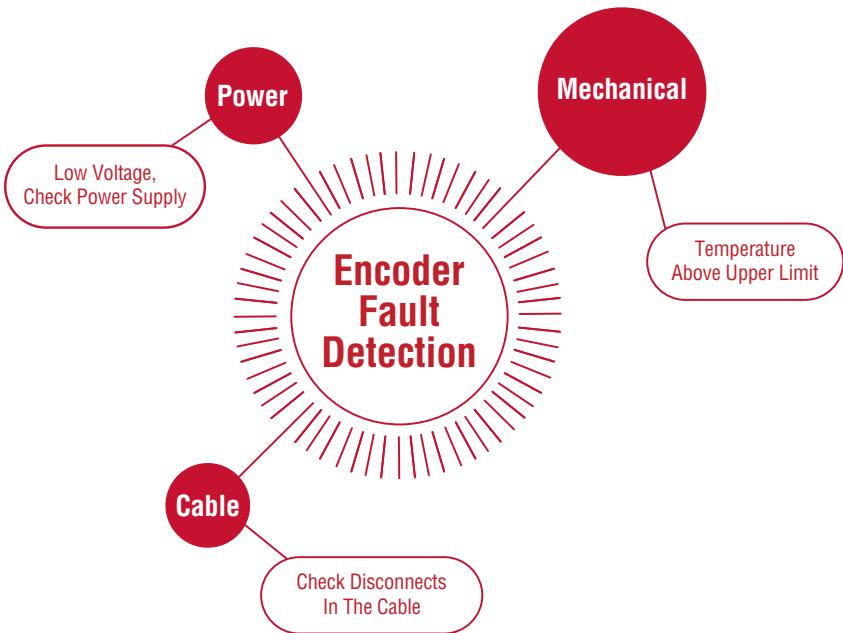 Power
Mechanical
Low Voltage,
Check Power Supply
Temperature
Above Upper Limit
Encoder
Fault
Detection
Cable
Check Disconnects
In The Cable